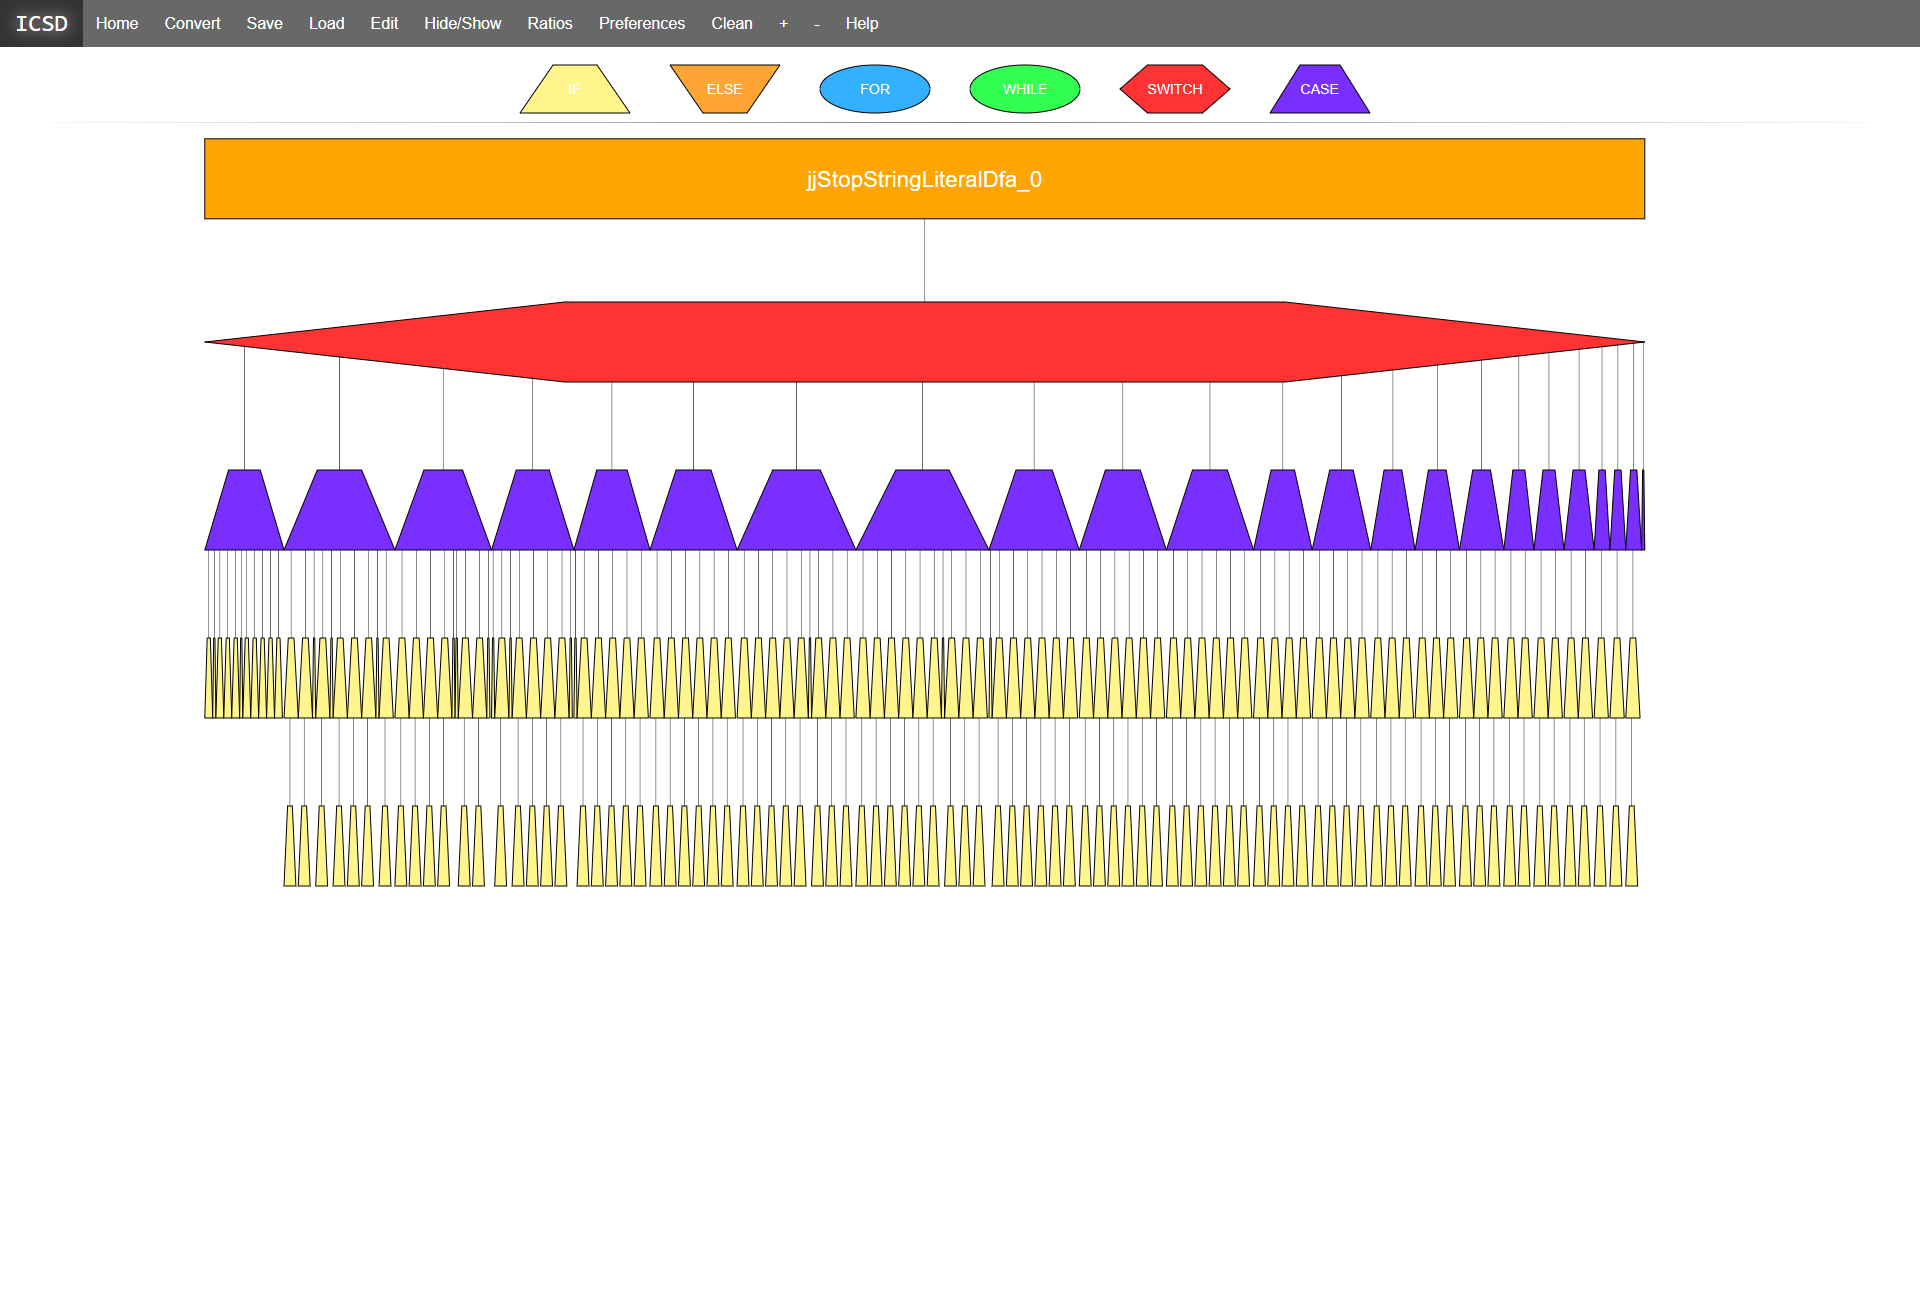 ICSD Home Convert Save Load Edit Hide/Show Ratios Preferences Clean + - Help
IF ELSE FOR WHILE SWITCH CASE
jjStopStringLiteralDfa_0